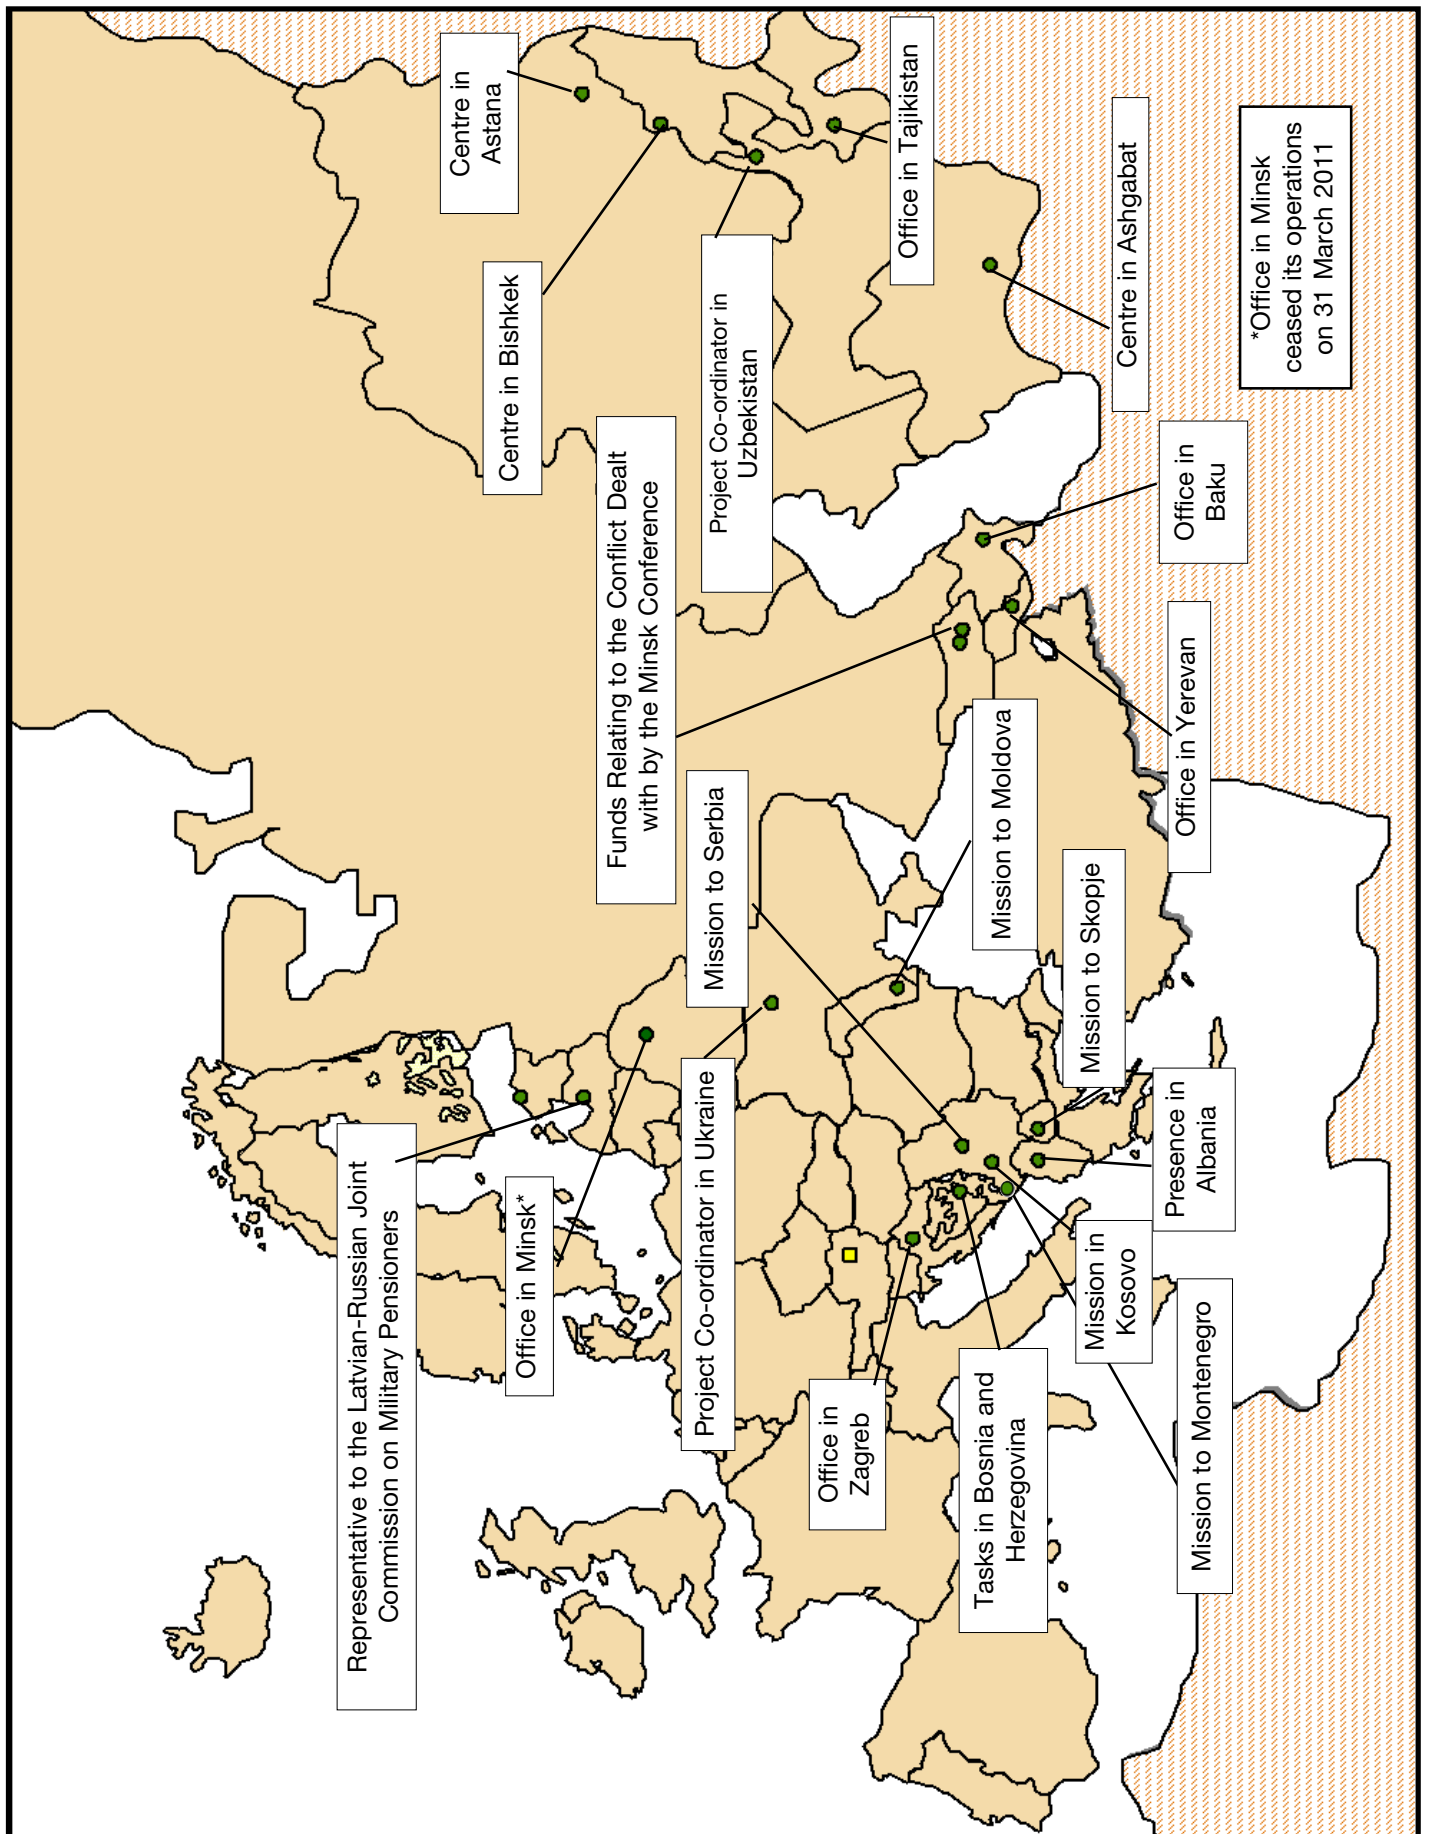 Representative to the Latvian-Russian Joint
Commission on Military Pensioners
Office in Minsk*
Project Co-ordinator in Ukraine
Mission to Serbia
Funds Relating to the Conflict Dealt
with by the Minsk Conference
Centre in Bishkek
Centre in
Astana
Project Co-ordinator in
Uzbekistan
Office in Tajikistan
Centre in Ashgabat
*Office in Minsk
ceased its operations
on 31 March 2011
Office in
Baku
Office in Yerevan
Mission to Moldova
Mission to Skopje
Presence in
Albania
Mission in
Kosovo
Mission to Montenegro
Tasks in Bosnia and
Herzegovina
Office in
Zagreb